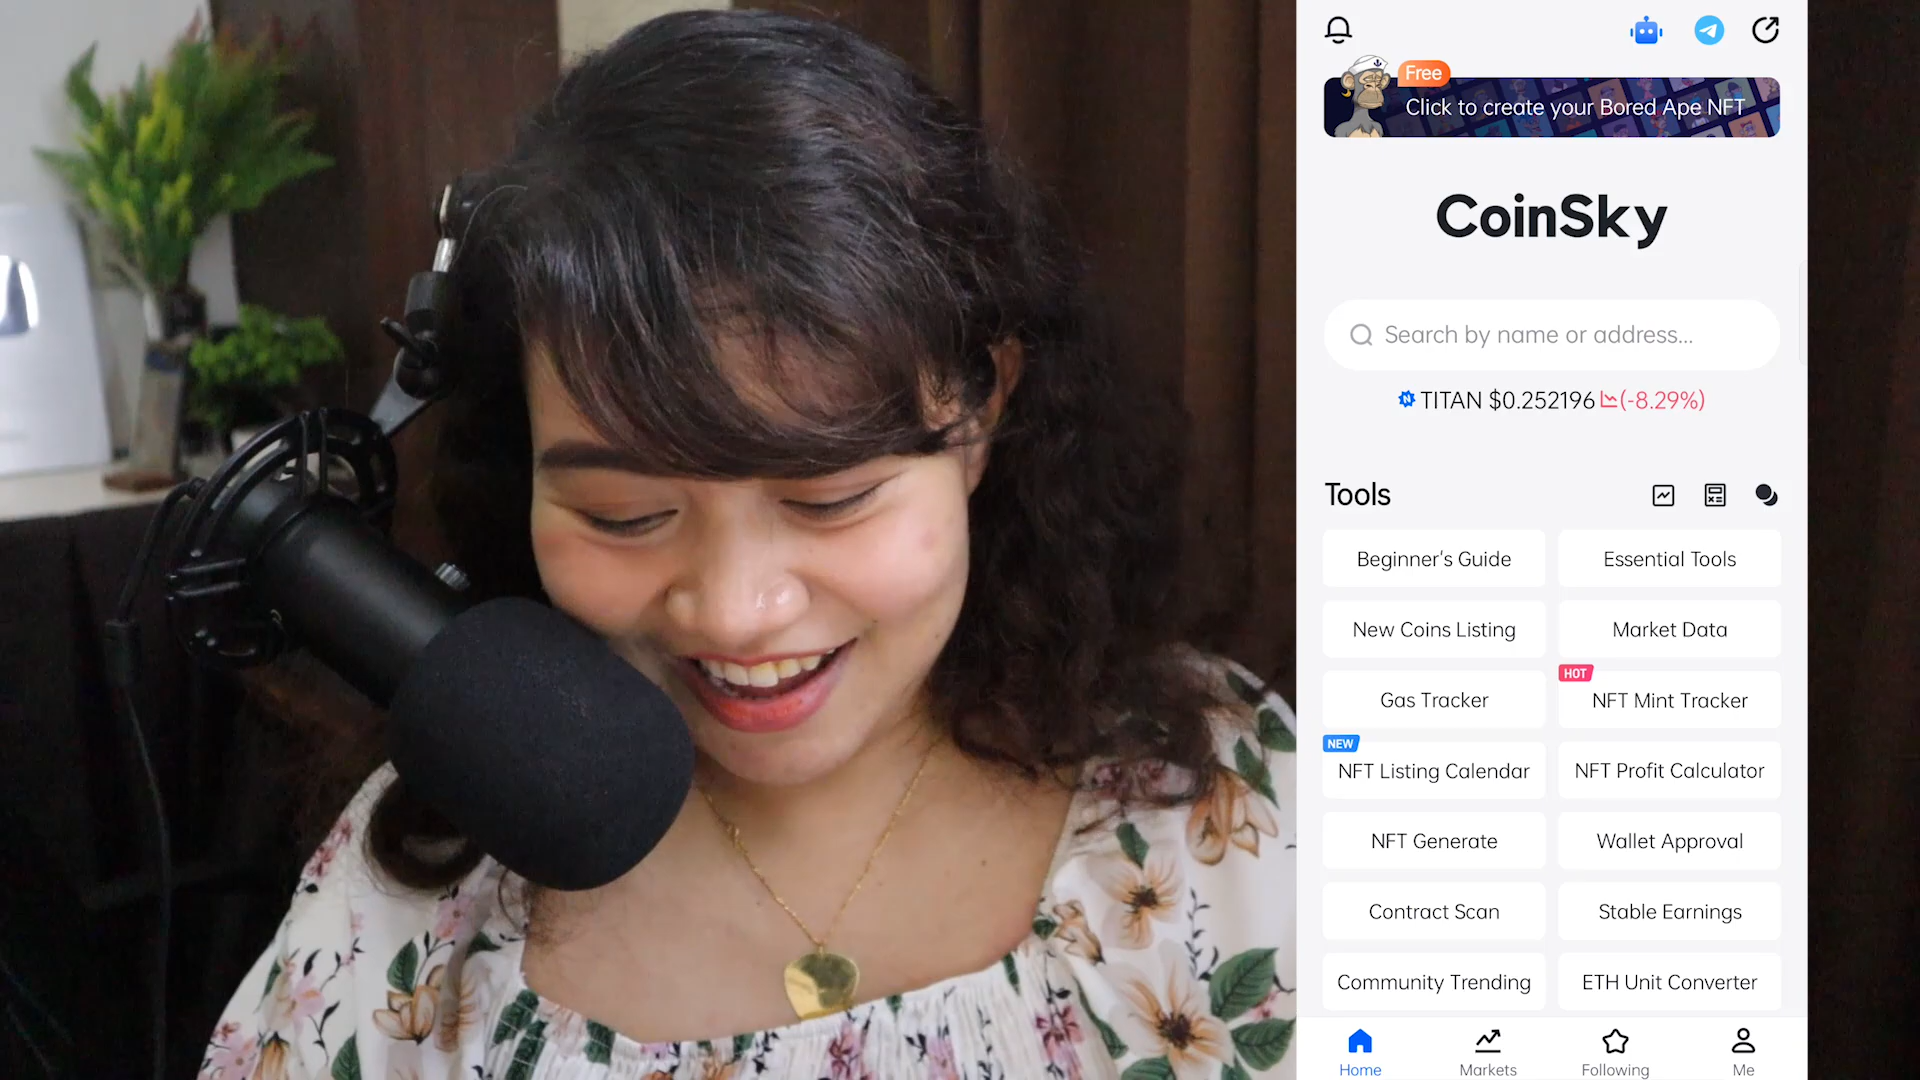 Free
Click to create your Bored Ape NFT
CoinSky
Search by name or address...
TITAN $0.252196 (-8.29%)
Tools
Beginner's Guide
Essential Tools
New Coins Listing
Market Data
Gas Tracker
HOT
NFT Mint Tracker
NEW
NFT Listing Calendar
NFT Profit Calculator
NFT Generate
Wallet Approval
Contract Scan
Stable Earnings
Community Trending
ETH Unit Converter
Home
Markets
Following
Me